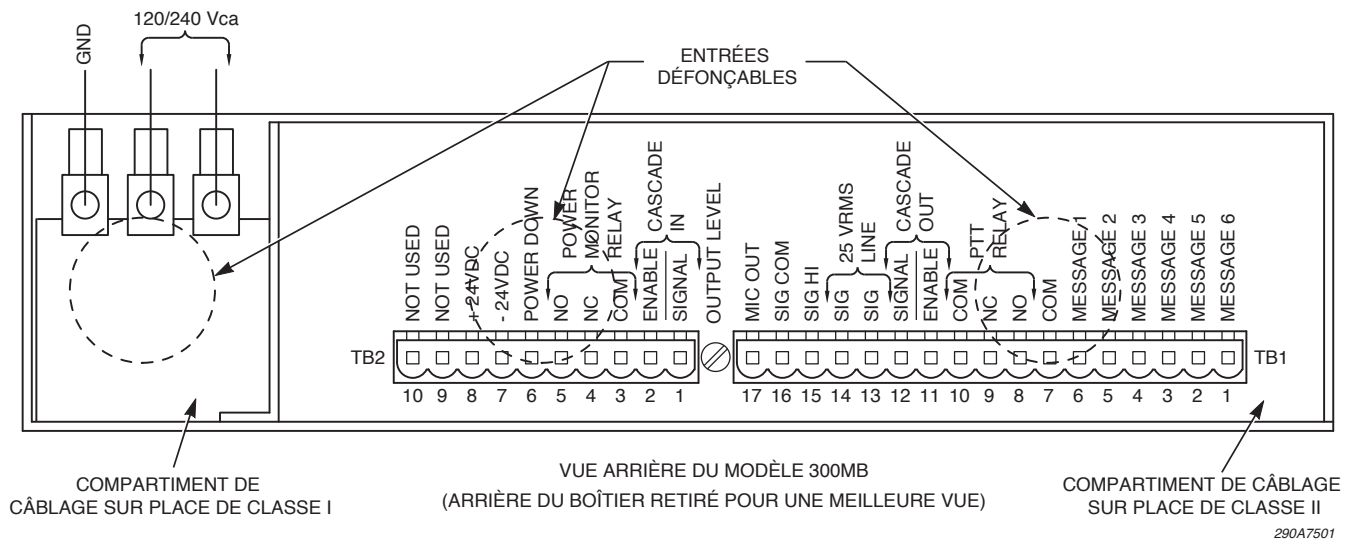 120/240 Vca
GND
ENTRÉES
DÉFONÇABLES
NOT USED
NOT USED
+ 24VDC
- 24VDC
POWER DOWN
NO
NC
COM
POWER
MONITOR
RELAY
ENABLE
SIGNAL
CASCADE
IN
OUTPUT LEVEL
MIC OUT
SIG COM
SIG HI
SIG
SIG
25 VRMS
LINE
SIGNAL
ENABLE
CASCADE
OUT
COM
NC
NO
PTT
RELAY
COM
MESSAGE 1
MESSAGE 2
MESSAGE 3
MESSAGE 4
MESSAGE 5
MESSAGE 6
TB2
TB1
10 9 8 7 6 5 4 3 2 1
17 16 15 14 13 12 11 10 9 8 7 6 5 4 3 2 1
COMPARTIMENT DE
CÂBLAGE SUR PLACE DE CLASSE I
VUE ARRIÈRE DU MODÈLE 300MB
(ARRIÈRE DU BOÎTIER RETIRÉ POUR UNE MEILLEURE VUE)
COMPARTIMENT DE CÂBLAGE
SUR PLACE DE CLASSE II
290A7501